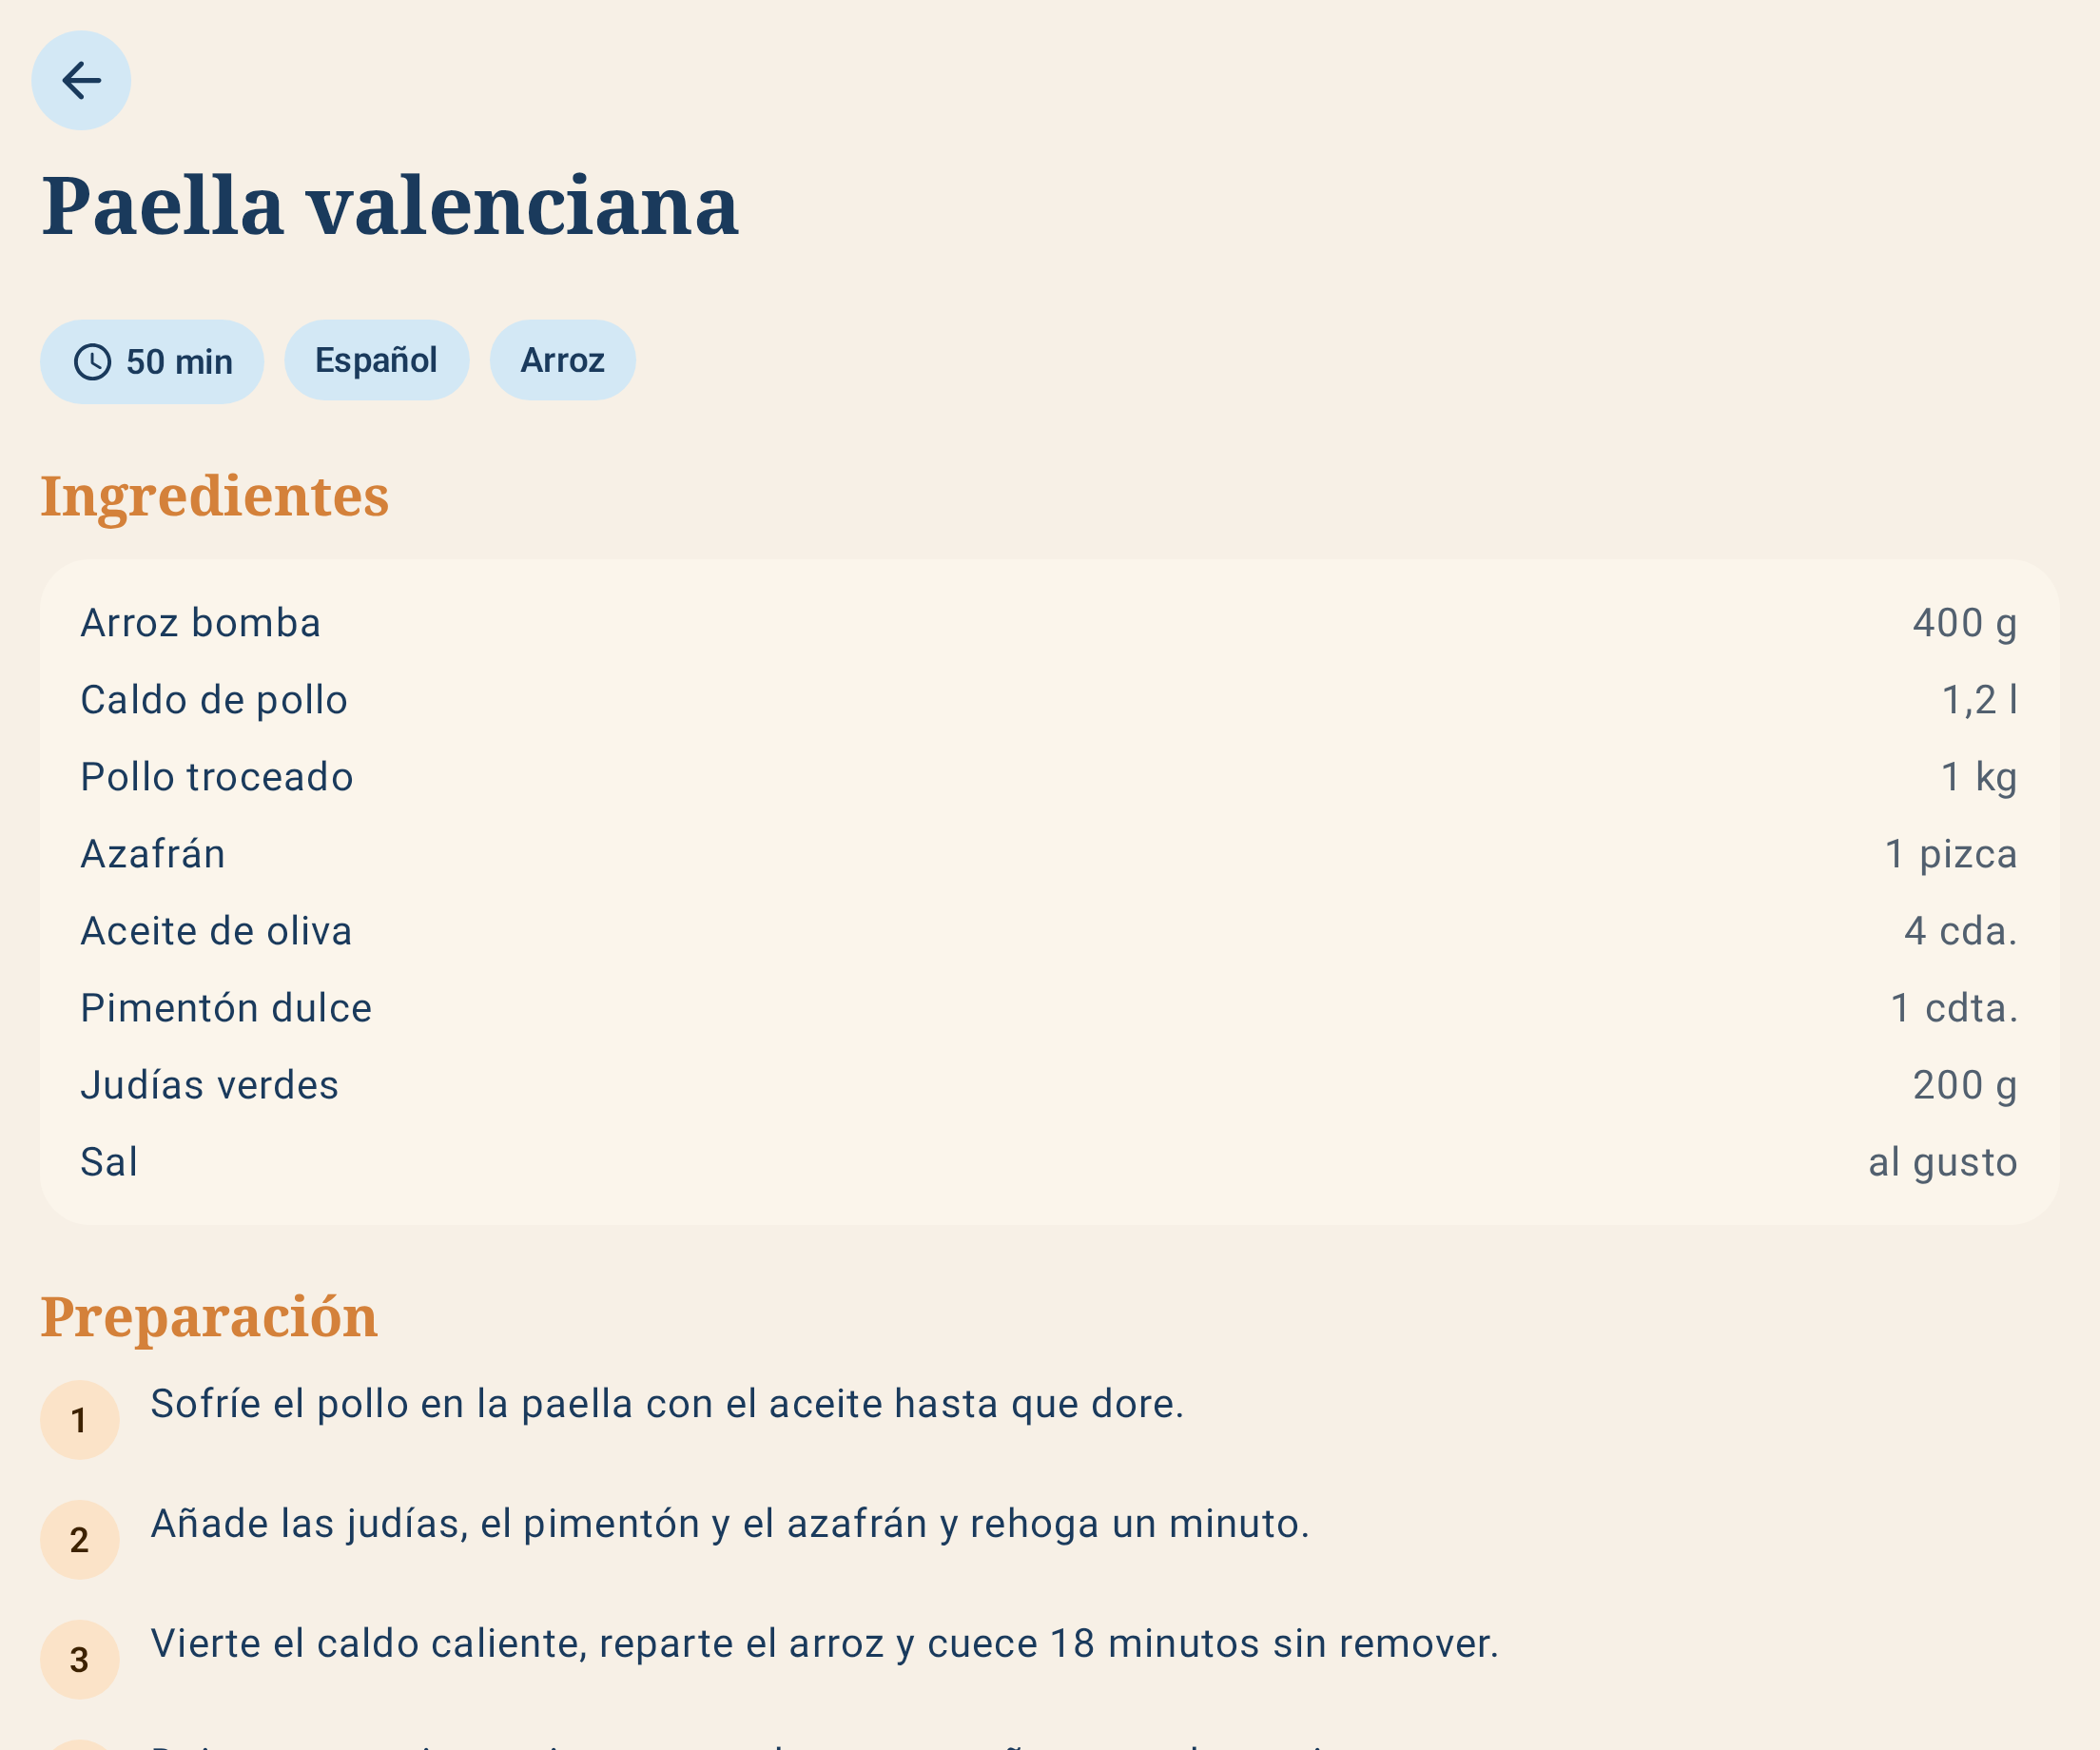 Paella valenciana
50 min Español Arroz
Ingredientes
Arroz bomba 400 g
Caldo de pollo 1,2 l
Pollo troceado 1 kg
Azafrán 1 pizca
Aceite de oliva 4 cda.
Pimentón dulce 1 cdta.
Judías verdes 200 g
Sal al gusto
Preparación
1 Sofríe el pollo en la paella con el aceite hasta que dore.
2 Añade las judías, el pimentón y el azafrán y rehoga un minuto.
3 Vierte el caldo caliente, reparte el arroz y cuece 18 minutos sin remover.